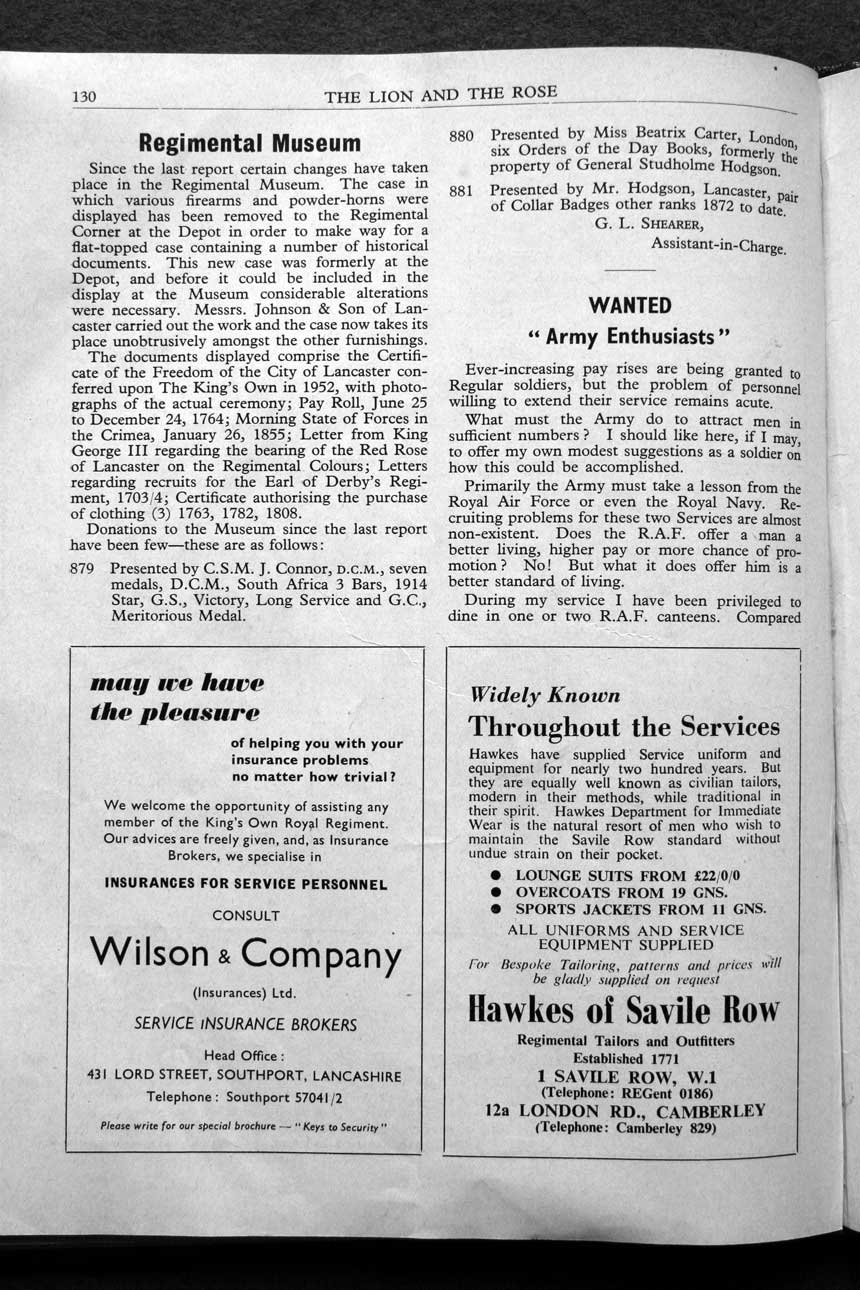 130
THE LION AND THE ROSE
Regimental Museum
Since the last report certain changes have taken
place in the Regimental Museum. The case in
which various firearms and powder-horns were
displayed has been removed to the Regimental
Corner at the Depot in order to make way for a
flat-topped case containing a number of historical
documents. This new case was formerly at the
Depot, and before it could be included in the
display at the Museum considerable alterations
were necessary. Messrs. Johnson & Son of Lan-
caster carried out the work and the case now takes its
place unobtrusively amongst the other furnishings.
The documents displayed comprise the Certifi-
cate of the Freedom of the City of Lancaster con-
ferred upon The King's Own in 1952, with photo-
graphs of the actual ceremony; Pay Roll, June 25
to December 24, 1764; Morning State of Forces in
the Crimea, January 26, 1855; Letter from King
George III regarding the bearing of the Red Rose
of Lancaster on the Regimental Colours; Letters
regarding recruits for the Earl of Derby's Regi-
ment, 1703/4; Certificate authorising the purchase
of clothing (3) 1763, 1782, 1808.
Donations to the Museum since the last report
have been few—these are as follows:
879 Presented by C.S.M. J. Connor, D.C.M., seven
medals, D.C.M., South Africa 3 Bars, 1914
Star, G.S., Victory, Long Service and G.C.,
Meritorious Medal.
880 Presented by Miss Beatrix Carter, London,
six Orders of the Day Books, formerly the
property of General Studholme Hodgson.
881 Presented by Mr. Hodgson, Lancaster, pair
of Collar Badges other ranks 1872 to date.
G. L. SHEARER,
Assistant-in-Charge.
WANTED
" Army Enthusiasts "
Ever-increasing pay rises are being granted to
Regular soldiers, but the problem of personnel
willing to extend their service remains acute.
What must the Army do to attract men in
sufficient numbers ? I should like here, if I may,
to offer my own modest suggestions as a soldier on
how this could be accomplished.
Primarily the Army must take a lesson from the
Royal Air Force or even the Royal Navy. Re-
cruiting problems for these two Services are almost
non-existent. Does the R.A.F. offer a man a
better living, higher pay or more chance of pro-
motion ? No! But what it does offer him is a
better standard of living.
During my service I have been privileged to
dine in one or two R.A.F. canteens. Compared
may we have
the pleasure
of helping you with your
insurance problems
no matter how trivial?
We welcome the opportunity of assisting any
member of the King's Own Royal Regiment.
Our advices are freely given, and, as Insurance
Brokers, we specialise in
INSURANCES FOR SERVICE PERSONNEL
CONSULT
Wilson & Company
(Insurances) Ltd.
SERVICE INSURANCE BROKERS
Head Office :
431 LORD STREET, SOUTHPORT, LANCASHIRE
Telephone : Southport 57041/2
Please write for our special brochure — " Keys to Security "
Widely Known
Throughout the Services
Hawkes have supplied Service uniform and
equipment for nearly two hundred years. But
they are equally well known as civilian tailors,
modern in their methods, while traditional in
their spirit. Hawkes Department for Immediate
Wear is the natural resort of men who wish to
maintain the Savile Row standard without
undue strain on their pocket.
● LOUNGE SUITS FROM £22/0/0
● OVERCOATS FROM 19 GNS.
● SPORTS JACKETS FROM 11 GNS.
ALL UNIFORMS AND SERVICE
EQUIPMENT SUPPLIED
For Bespoke Tailoring, patterns and prices will
be gladly supplied on request
Hawkes of Savile Row
Regimental Tailors and Outfitters
Established 1771
1 SAVILE ROW, W.1
(Telephone: REGent 0186)
12a LONDON RD., CAMBERLEY
(Telephone: Camberley 829)